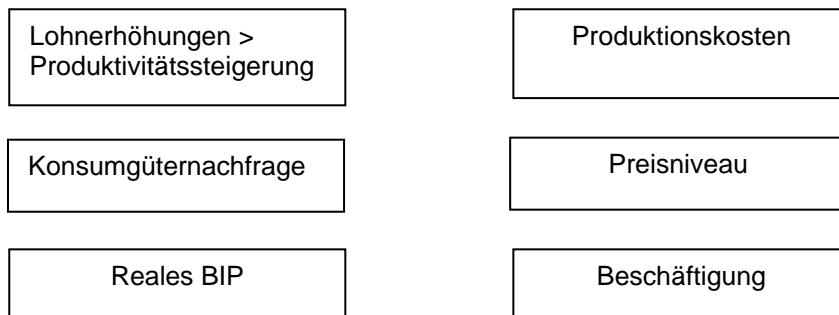 Lohnerhöhungen >
Produktivitätssteigerung
Produktionskosten
Konsumgüternachfrage
Preisniveau
Reales BIP
Beschäftigung